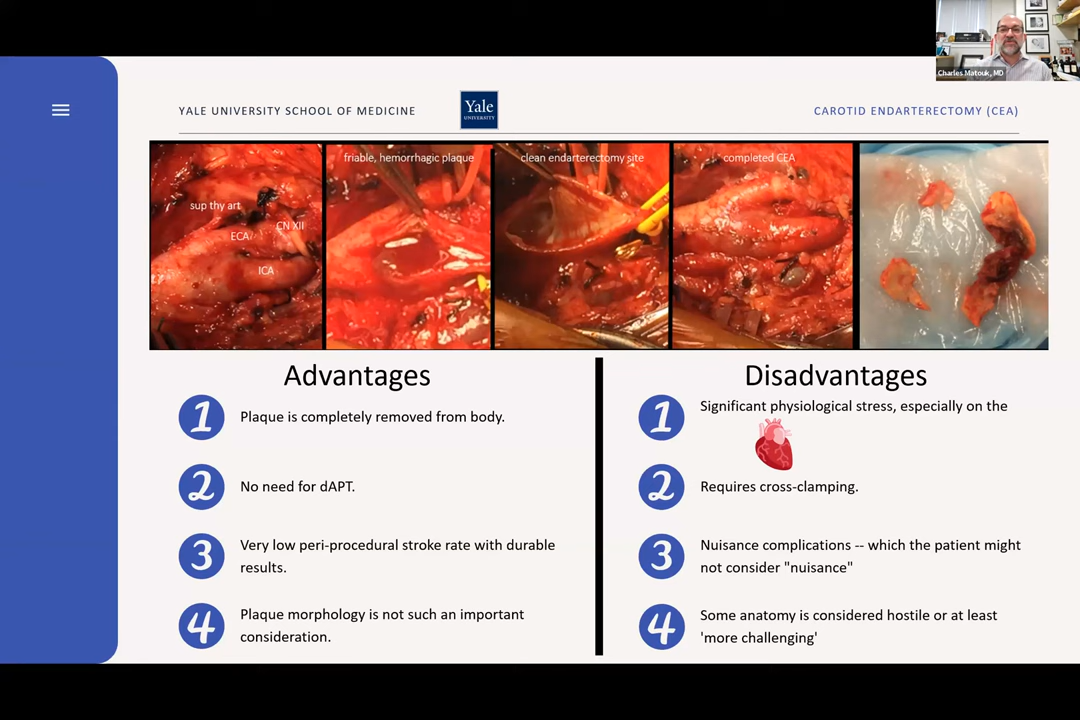 Charles Matouk, MD
YALE UNIVERSITY SCHOOL OF MEDICINE
Yale
UNIVERSITY
CAROTID ENDARTERECTOMY (CEA)
sup thy art
ECA
CN XII
ICA
friable, hemorrhagic plaque
clean endarterectomy site
completed CEA
Advantages
1
Plaque is completely removed from body.
2
No need for dAPT.
3
Very low peri-procedural stroke rate with durable
results.
4
Plaque morphology is not such an important
consideration.
Disadvantages
1
Significant physiological stress, especially on the
2
Requires cross-clamping.
3
Nuisance complications -- which the patient might
not consider "nuisance"
4
Some anatomy is considered hostile or at least
'more challenging'